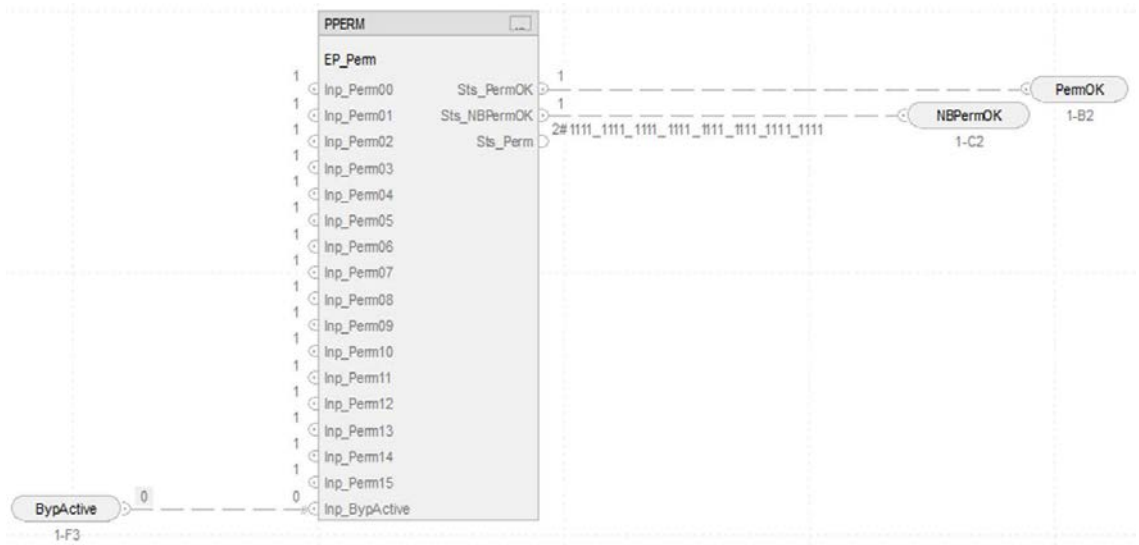 PPERM ...
EP_Perm
1 Inp_Perm00 Sts_PermOK 1 PermOK
1-B2
1 Inp_Perm01 Sts_NBPermOK 1 NBPermOK
1-C2
1 Inp_Perm02 Sts_Perm 2#1111_1111_1111_1111_1111_1111_1111_1111
1 Inp_Perm03
1 Inp_Perm04
1 Inp_Perm05
1 Inp_Perm06
1 Inp_Perm07
1 Inp_Perm08
1 Inp_Perm09
1 Inp_Perm10
1 Inp_Perm11
1 Inp_Perm12
1 Inp_Perm13
1 Inp_Perm14
1 Inp_Perm15
BypActive 0 0 Inp_BypActive
1-F3